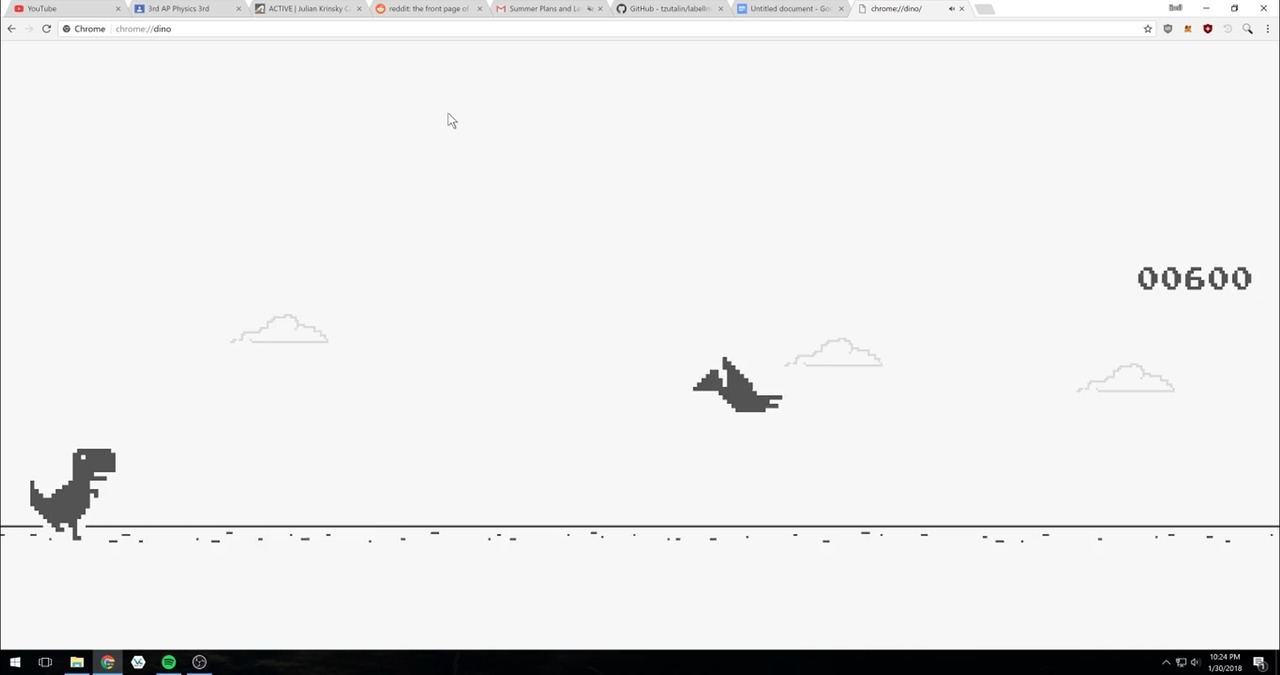 YouTube
3rd AP Physics 3rd
ACTIVE | Julian Krinsky C
reddit: the front page of
Summer Plans and Le
GitHub - tzutalin/labelIm
Untitled document - Goo
chrome://dino/
Chrome
chrome://dino
00600
10:24 PM
1/30/2018